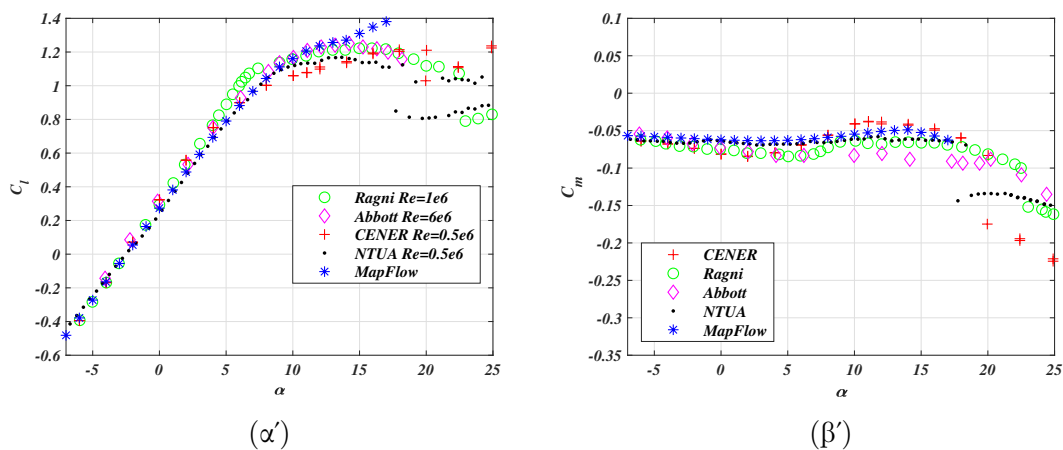 1.4
1.2
1
0.8
0.6
0.4
0.2
0
-0.2
-0.4
-0.6
C_l
-5 0 5 10 15 20 25
α
Ragni Re=1e6
Abbott Re=6e6
CENER Re=0.5e6
NTUA Re=0.5e6
MapFlow
(α′)
0.1
0.05
0
-0.05
-0.1
-0.15
-0.2
-0.25
-0.3
-0.35
C_m
-5 0 5 10 15 20 25
α
CENER
Ragni
Abbott
NTUA
MapFlow
(β′)